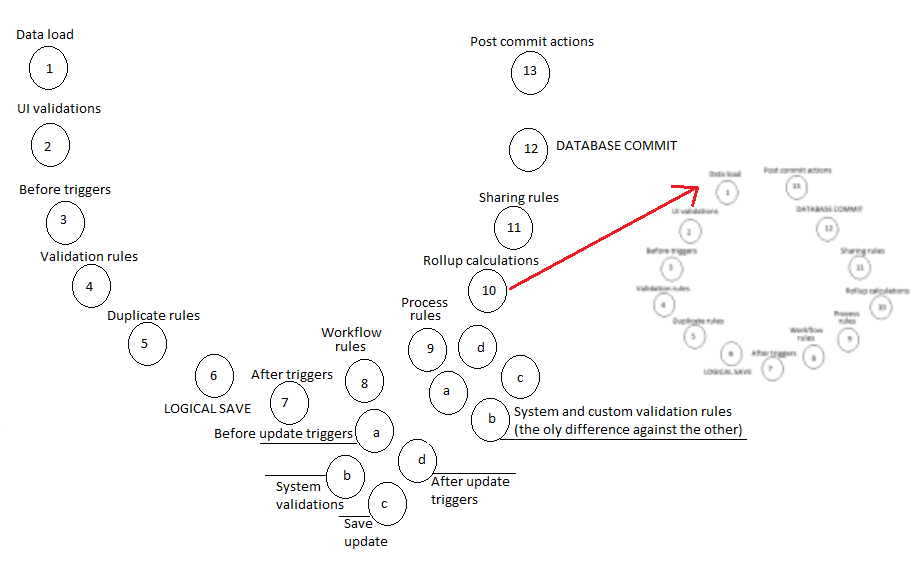 Data load
1
UI validations
2
Before triggers
3
Validation rules
4
Duplicate rules
5
6
LOGICAL SAVE
After triggers
7
Workflow
rules
8
Before update triggers
a
b
System
validations
c
Save
update
d
After update
triggers
Process
rules
9
a
b
System and custom validation rules
(the oly difference against the other)
c
d
Rollup calculations
10
Sharing rules
11
12
DATABASE COMMIT
Post commit actions
13
Data load
1
UI validations
2
Before triggers
3
Validation rules
4
Duplicate rules
5
6
LOGICAL SAVE
After triggers
7
Workflow
rules
8
Process
rules
9
Rollup calculations
10
Sharing rules
11
DATABASE COMMIT
12
Post commit actions
13